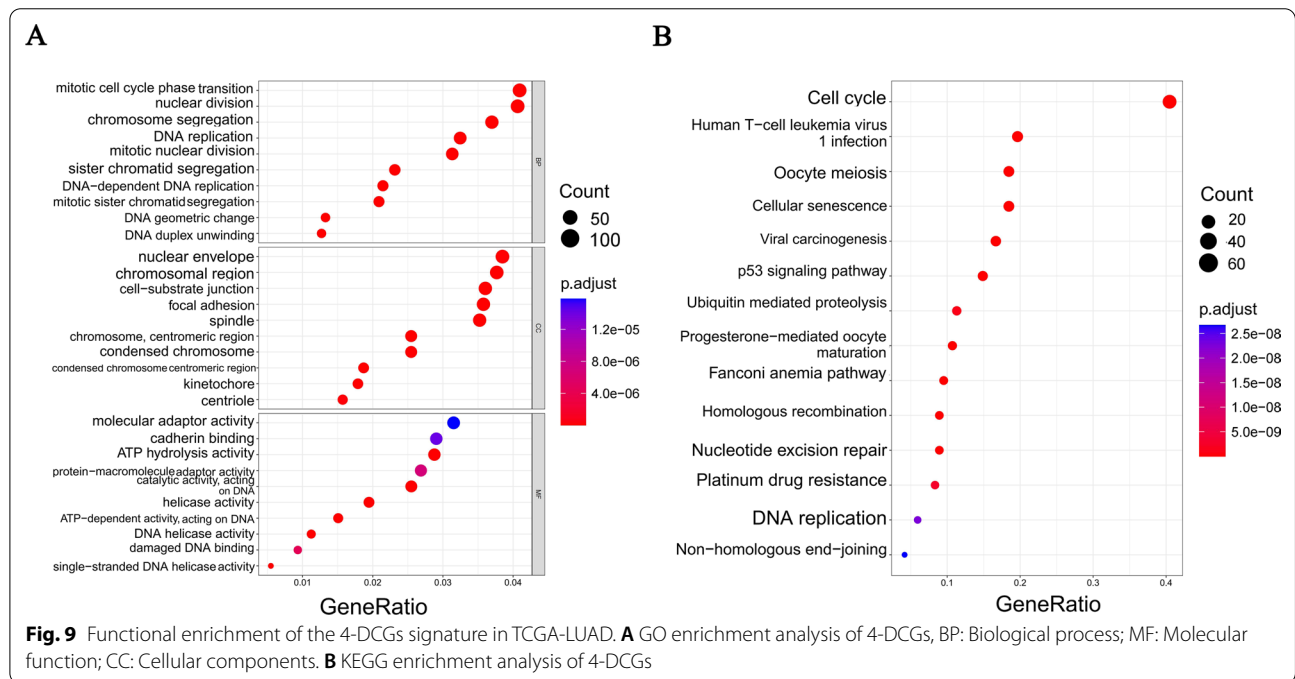 A
mitotic cell cycle phase transition
nuclear division
chromosome segregation
DNA replication
mitotic nuclear division
sister chromatid segregation
DNA-dependent DNA replication
mitotic sister chromatid segregation
DNA geometric change
DNA duplex unwinding
BP
nuclear envelope
chromosomal region
cell-substrate junction
focal adhesion
spindle
chromosome, centromeric region
condensed chromosome
condensed chromosome centromeric region
kinetochore
centriole
CC
molecular adaptor activity
cadherin binding
ATP hydrolysis activity
protein-macromolecule adaptor activity
catalytic activity, acting
on DNA
helicase activity
ATP-dependent activity, acting on DNA
DNA helicase activity
damaged DNA binding
single-stranded DNA helicase activity
MF
0.01 0.02 0.03 0.04
GeneRatio
Count
50
100
p.adjust
1.2e-05
8.0e-06
4.0e-06
B
Cell cycle
Human T-cell leukemia virus
1 infection
Oocyte meiosis
Cellular senescence
Viral carcinogenesis
p53 signaling pathway
Ubiquitin mediated proteolysis
Progesterone-mediated oocyte
maturation
Fanconi anemia pathway
Homologous recombination
Nucleotide excision repair
Platinum drug resistance
DNA replication
Non-homologous end-joining
0.1 0.2 0.3 0.4
GeneRatio
Count
20
40
60
p.adjust
2.5e-08
2.0e-08
1.5e-08
1.0e-08
5.0e-09
Fig. 9 Functional enrichment of the 4-DCGs signature in TCGA-LUAD. A GO enrichment analysis of 4-DCGs, BP: Biological process; MF: Molecular
function; CC: Cellular components. B KEGG enrichment analysis of 4-DCGs